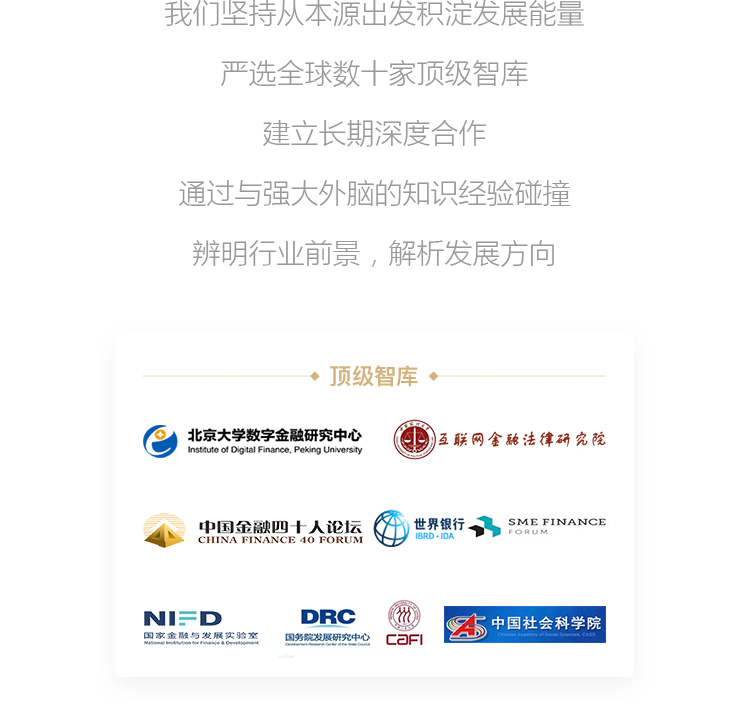 我们坚持从本源出发积淀发展能量
严选全球数十家顶级智库
建立长期深度合作
通过与强大外脑的知识经验碰撞
辨明行业前景，解析发展方向
顶级智库
北京大学数字金融研究中心
Institute of Digital Finance, Peking University
互联网金融法律研究院
中国金融四十人论坛
CHINA FINANCE 40 FORUM
世界银行
IBRD·IDA
SME FINANCE
FORUM
NIFD
国家金融与发展实验室
National Institution for Finance & Development
DRC
国务院发展研究中心
Development Research Center of the State Council
CAFI
中国社会科学院
Chinese Academy of Social Sciences, CASS